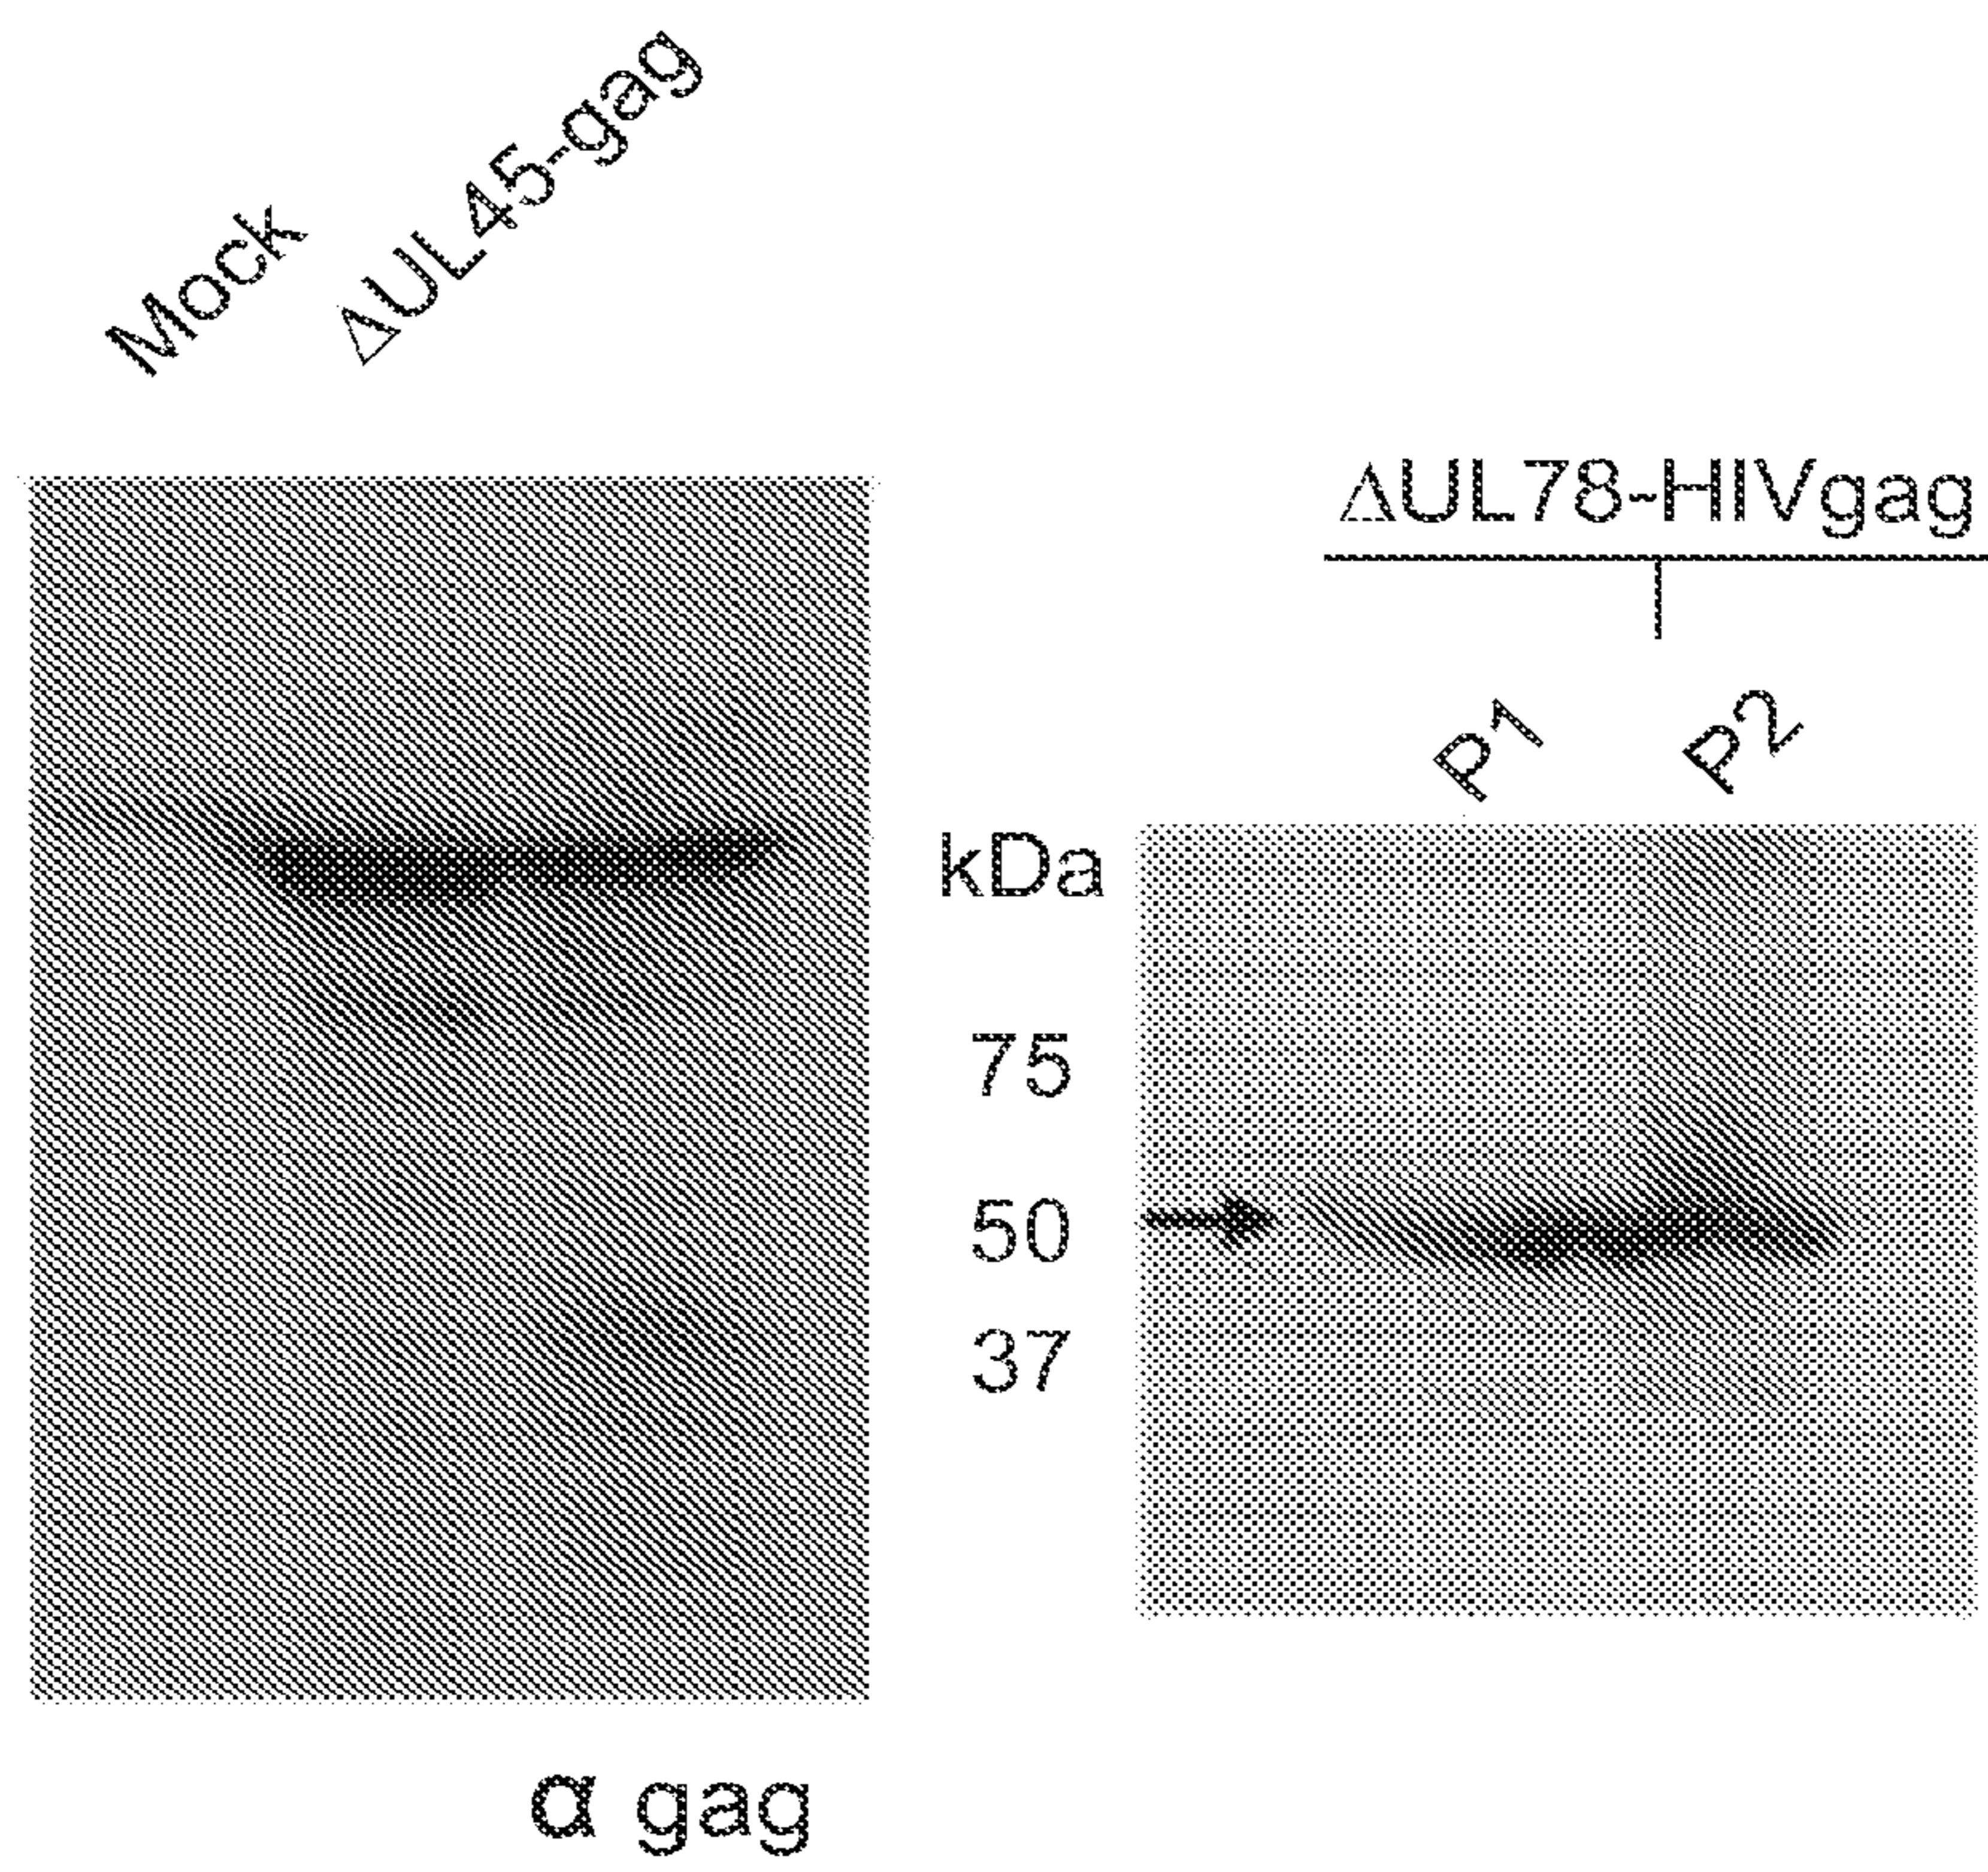 Mock
ΔUL45-gag
ΔUL78-HIVgag
P1
P2
kDa
75
50
37
α gag